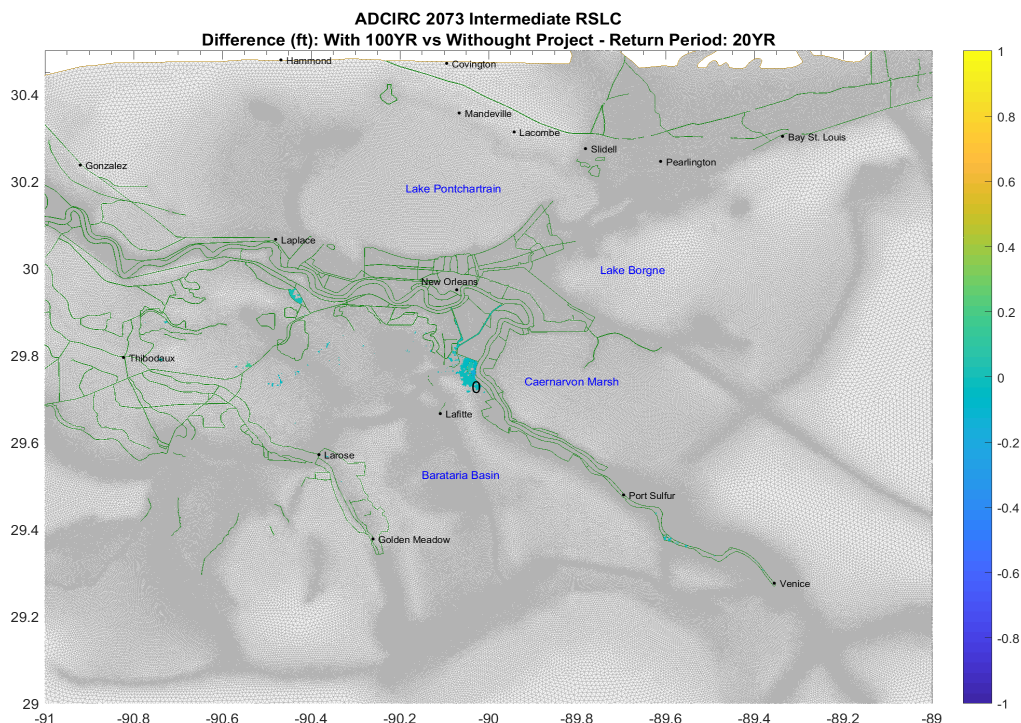 ADCIRC 2073 Intermediate RSLC
Difference (ft): With 100YR vs Withought Project - Return Period: 20YR
Hammond
Covington
1
30.4
Mandeville
0.8
Lacombe
Bay St. Louis
Slidell
Gonzalez
Pearlington
30.2
Lake Pontchartrain
0.6
Laplace
0.4
30
Lake Borgne
New Orleans
0.2
29.8
Thibodaux
0
Caernarvon Marsh
0
Lafitte
-0.2
29.6
Larose
Barataria Basin
Port Sulfur
-0.4
29.4
Golden Meadow
-0.6
Venice
29.2
-0.8
29
-1
-91
-90.8
-90.6
-90.4
-90.2
-90
-89.8
-89.6
-89.4
-89.2
-89